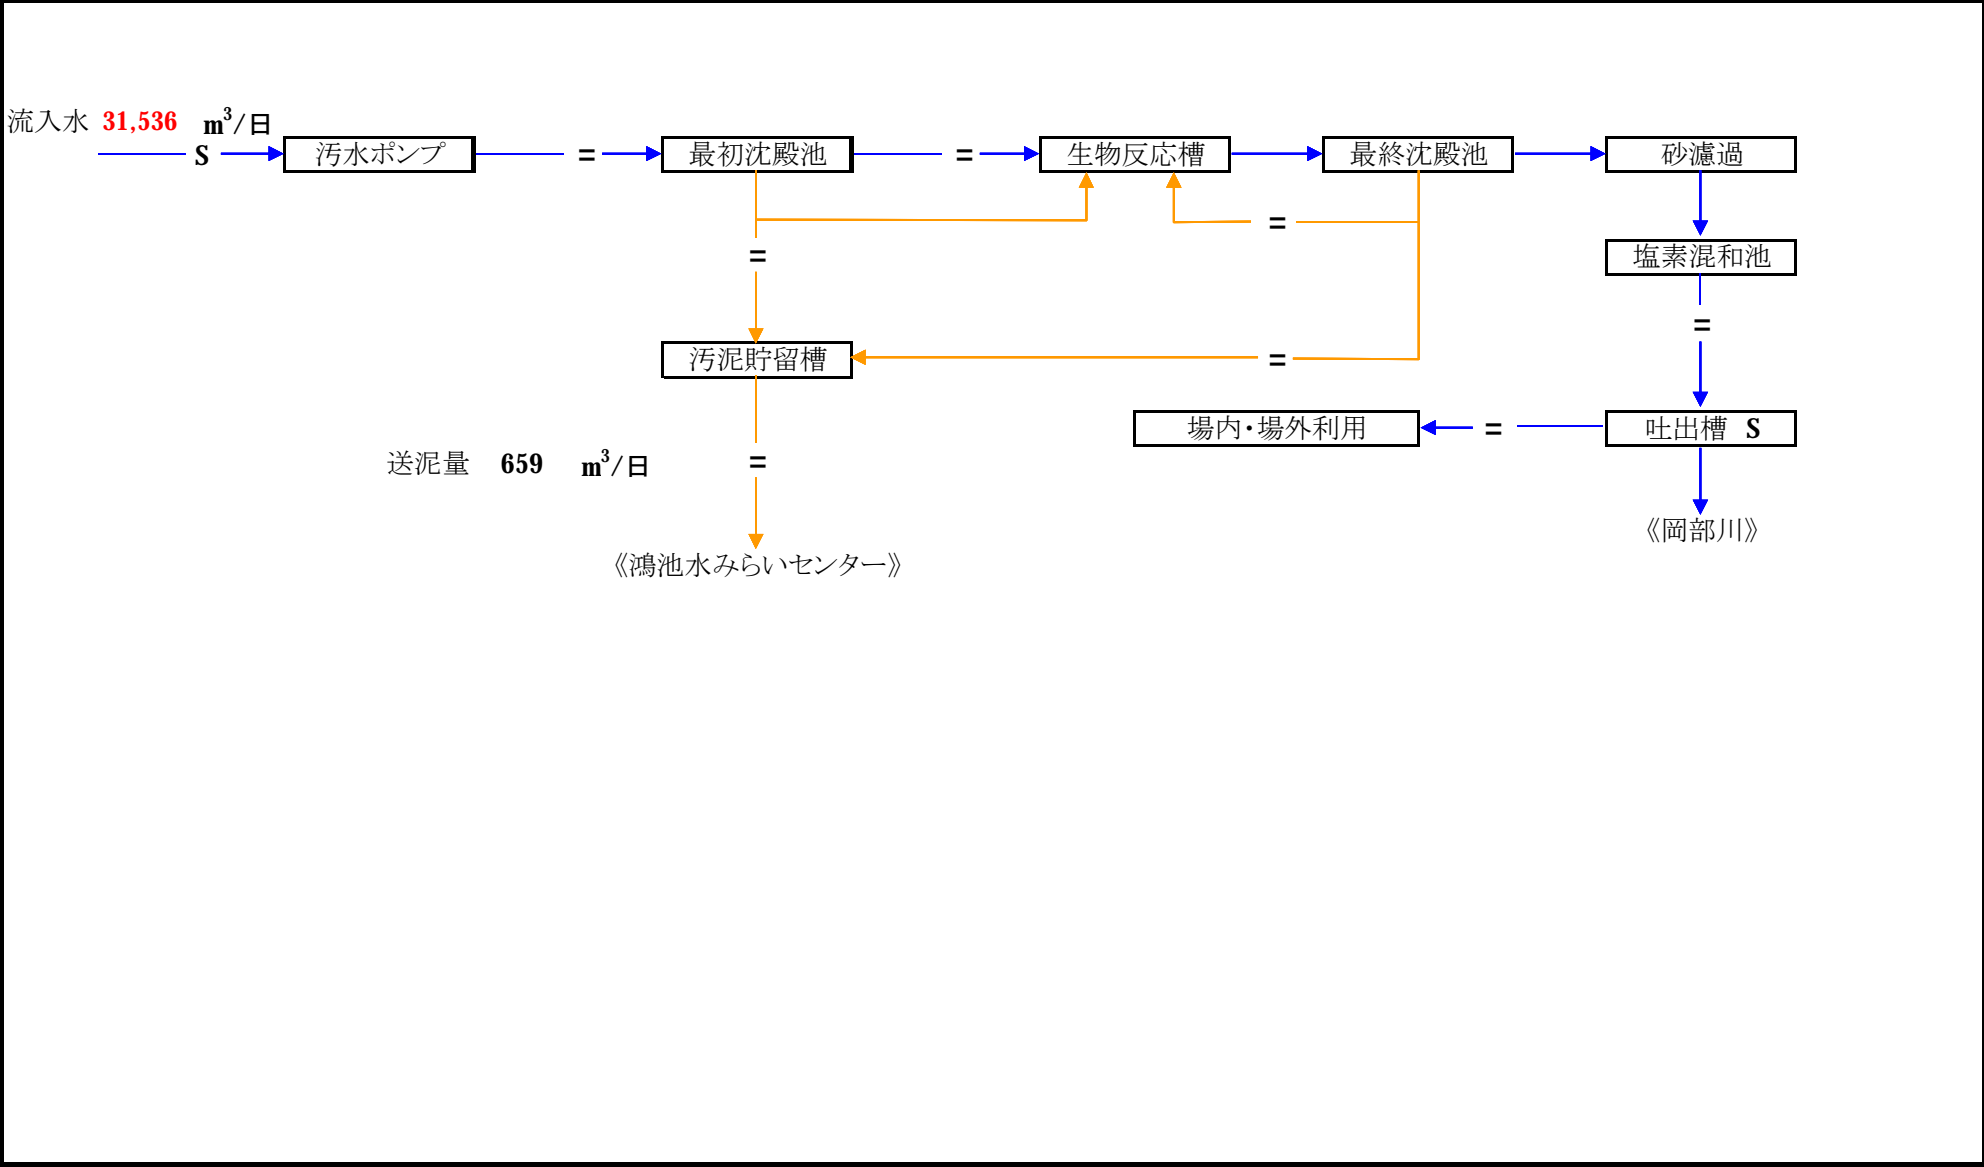 流入水 31,536 m³/日
S 汚水ポンプ = 最初沈殿池 = 生物反応槽 最終沈殿池 砂濾過
=
= 塩素混和池
=
汚泥貯留槽 =
場内・場外利用 = 吐出槽 S
送泥量 659 m³/日 =
《岡部川》
《鴻池水みらいセンター》